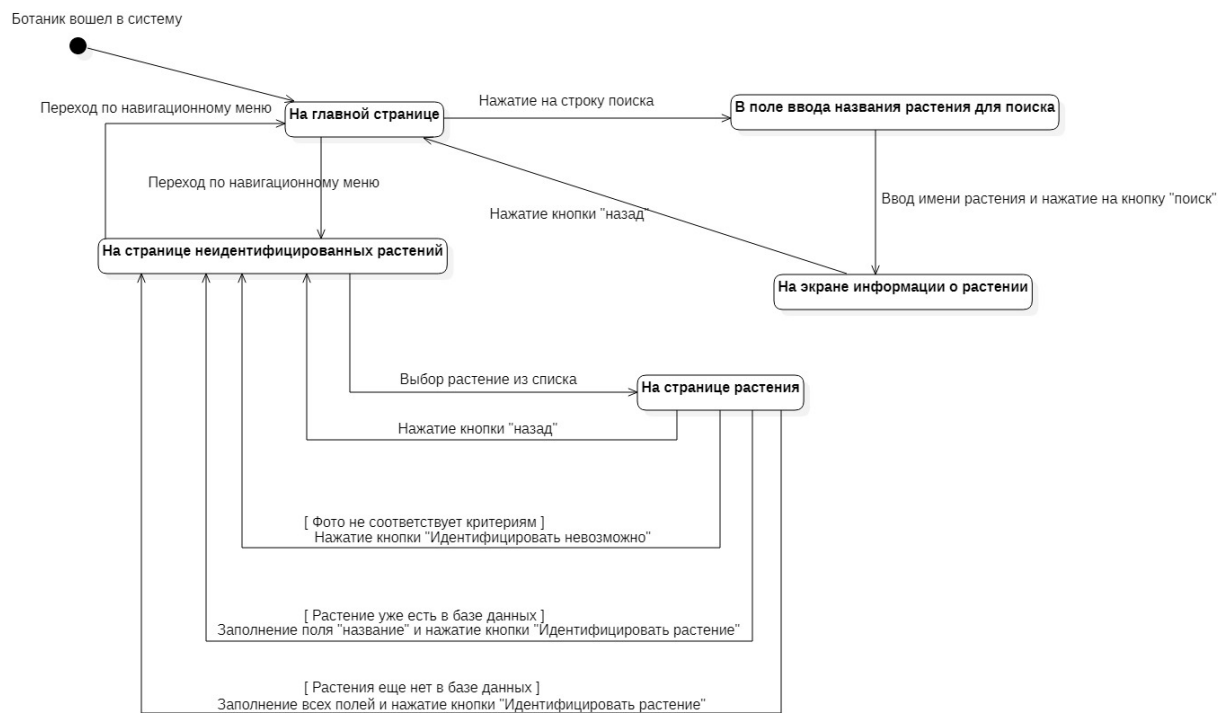 Ботаник вошел в систему
Переход по навигационному меню
На главной странице
Нажатие на строку поиска
В поле ввода названия растения для поиска
Переход по навигационному меню
Нажатие кнопки "назад"
Ввод имени растения и нажатие на кнопку "поиск"
На странице неидентифицированных растений
На экране информации о растении
Выбор растение из списка
На странице растения
Нажатие кнопки "назад"
[ Фото не соответствует критериям ]
Нажатие кнопки "Идентифицировать невозможно"
[ Растение уже есть в базе данных ]
Заполнение поля "название" и нажатие кнопки "Идентифицировать растение"
[ Растения еще нет в базе данных ]
Заполнение всех полей и нажатие кнопки "Идентифицировать растение"